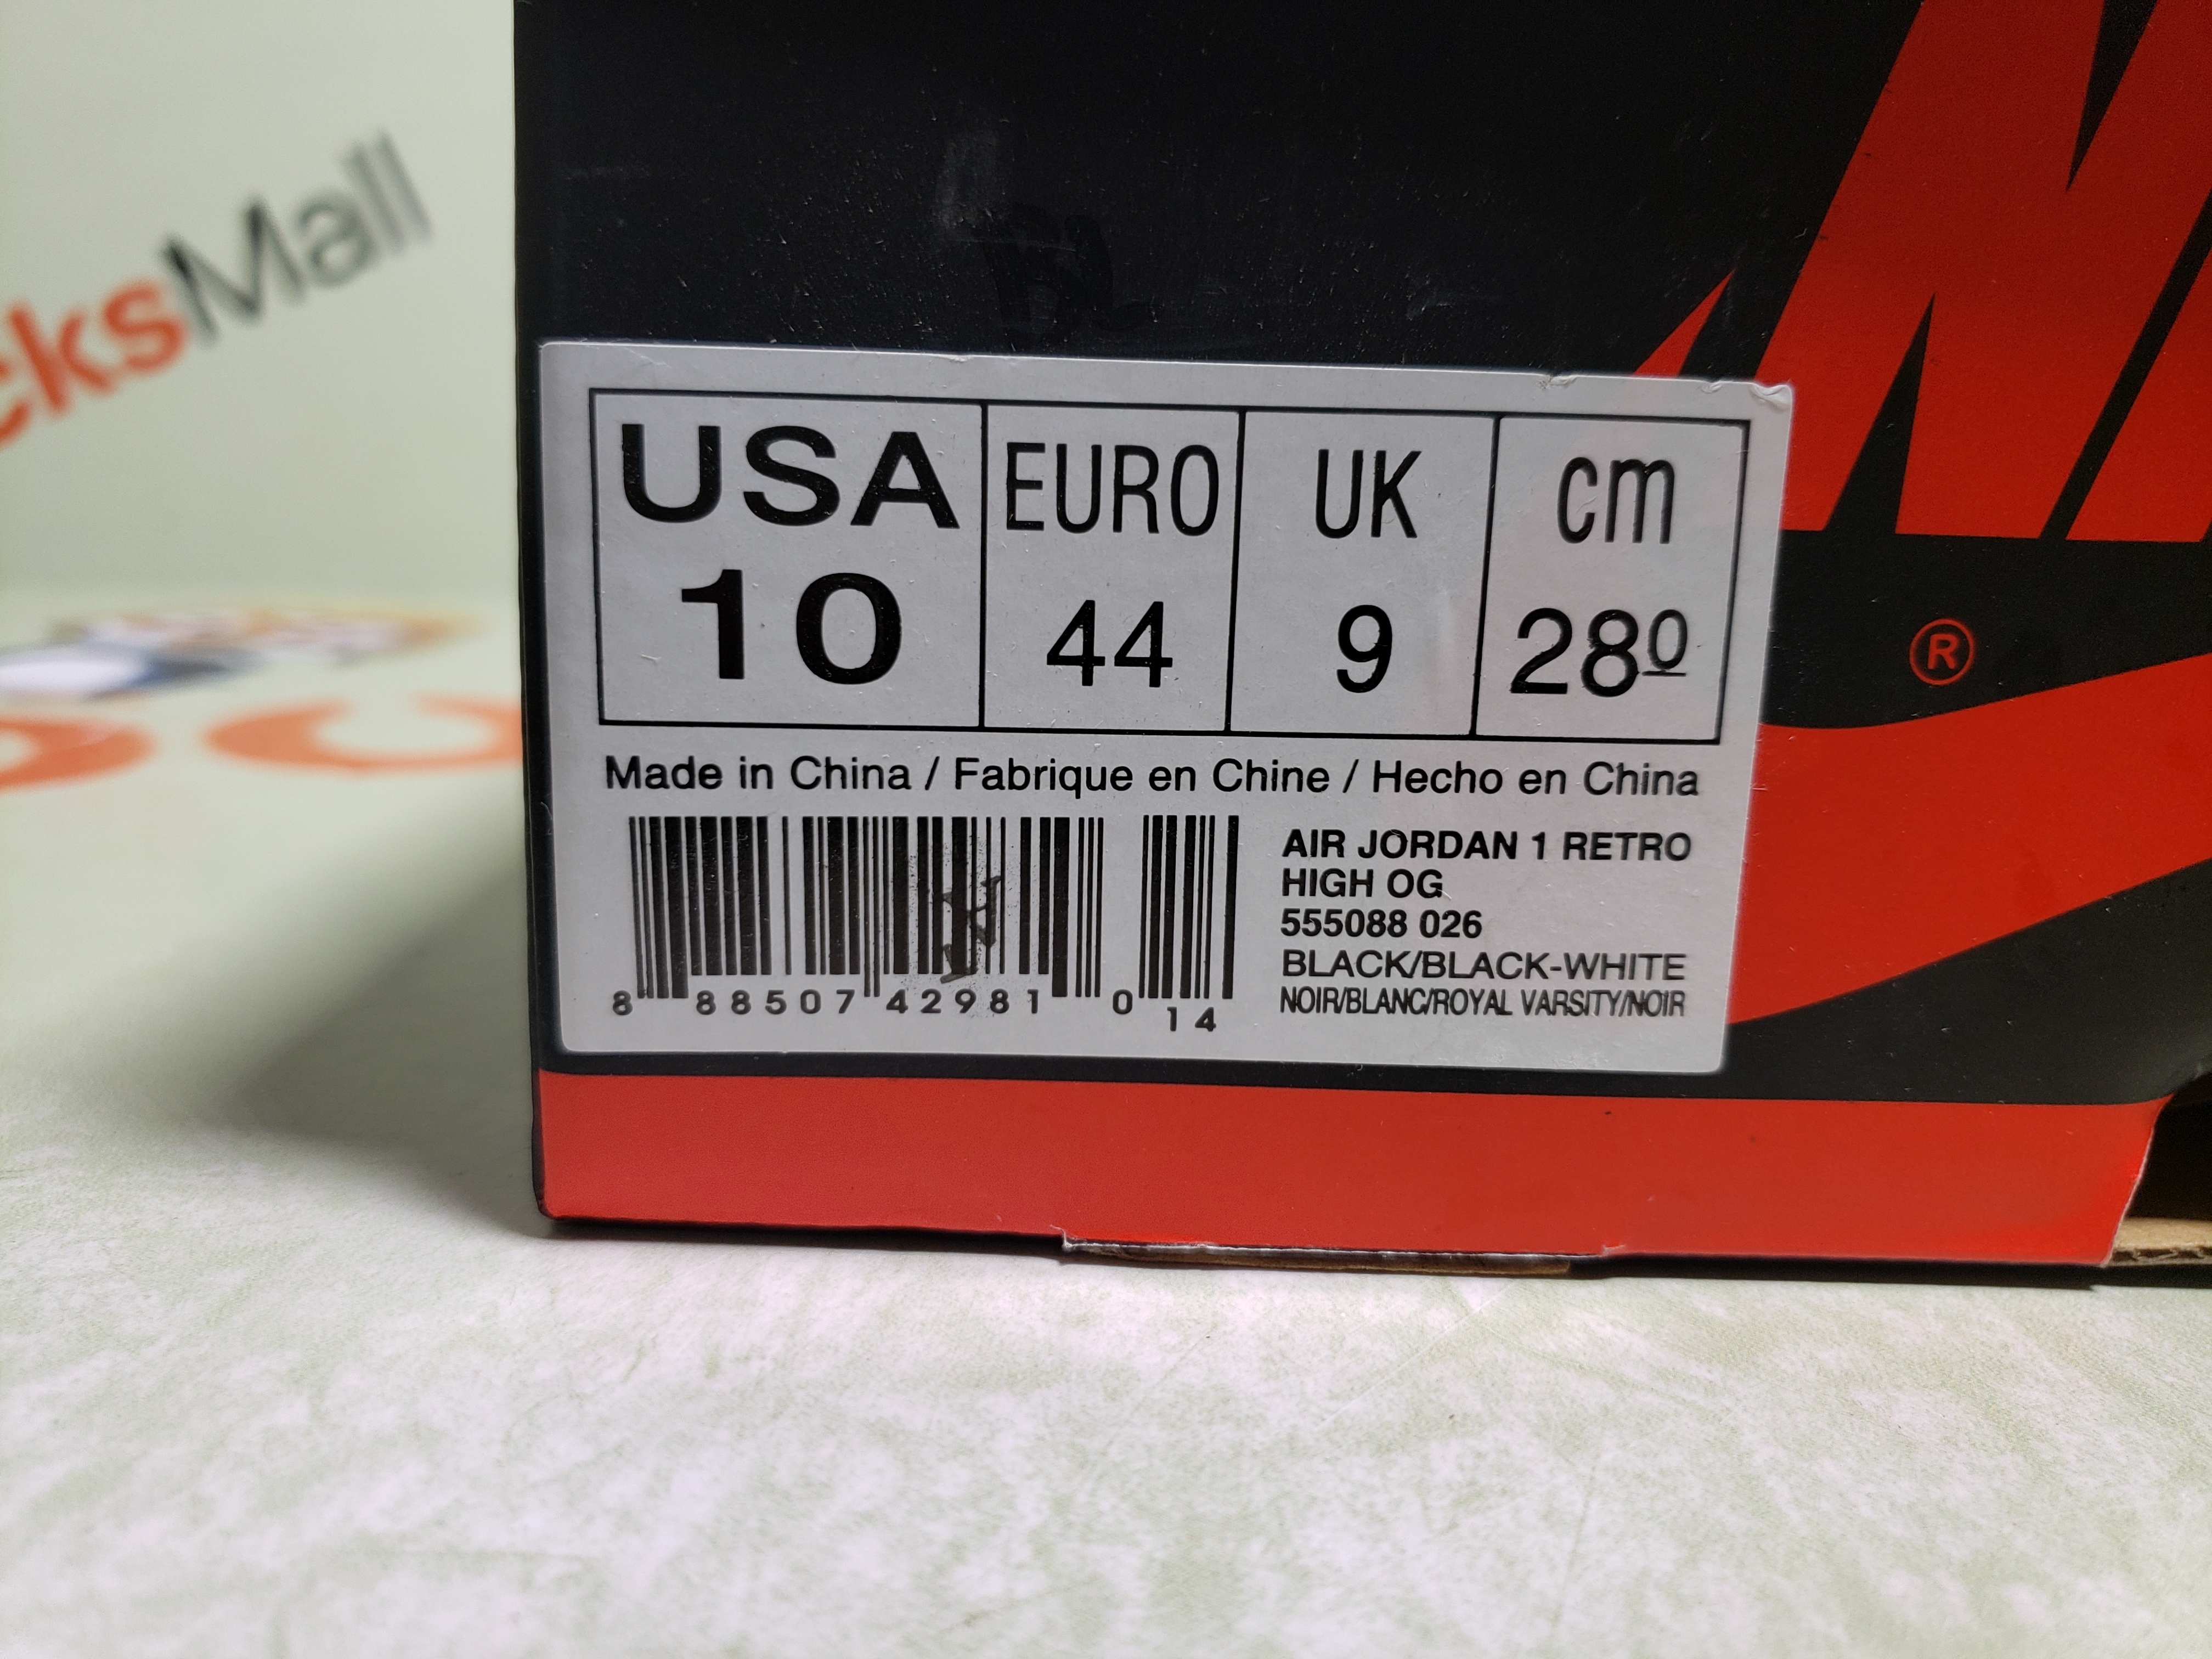 cksMall
USA EURO UK cm
10 44 9 280
Made in China / Fabrique en Chine / Hecho en China
AIR JORDAN 1 RETRO
HIGH OG
555088 026
BLACK/BLACK-WHITE
NOIR/BLANC/ROYAL VARSITY/NOIR
8 88507 42981 0
14
®